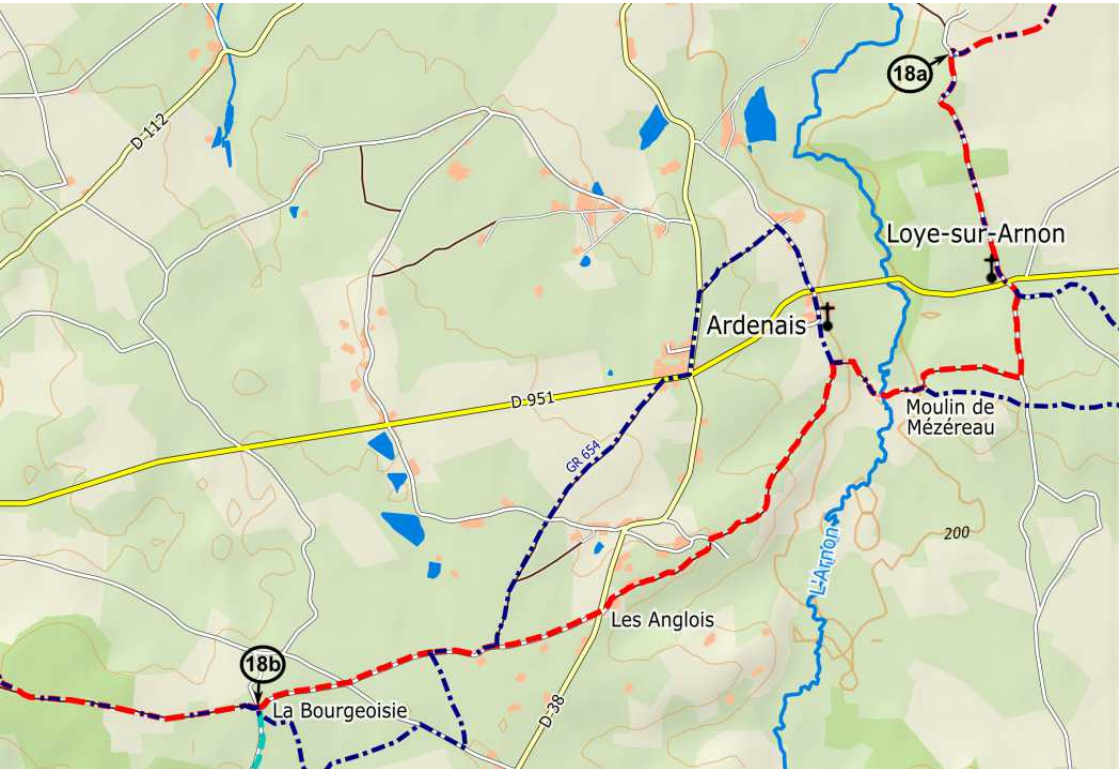 18a
D-112
Loye-sur-Arnon
Ardenais
D 951
Moulin de
Mézéreau
GR 654
L'Arnon
200
Les Anglois
18b
La Bourgeoisie
D-38